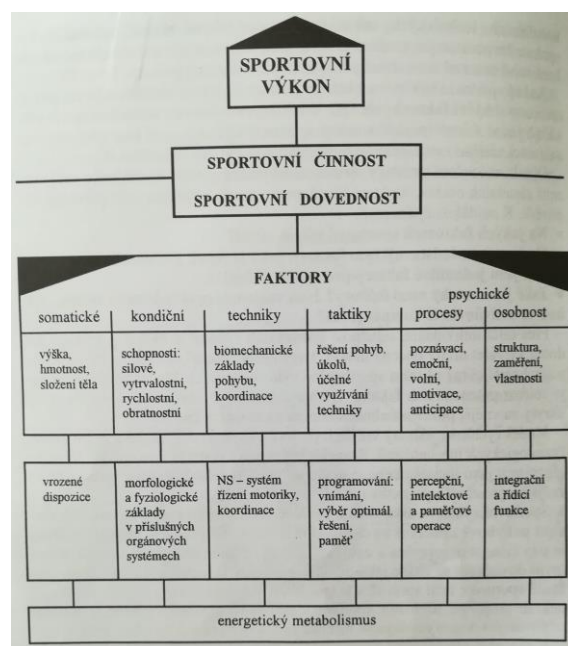 SPORTOVNÍ
VÝKON
SPORTOVNÍ ČINNOST
SPORTOVNÍ DOVEDNOST
FAKTORY
psychické
somatické
kondiční
techniky
taktiky
procesy
osobnost
výška,
hmotnost,
složení těla
schopnosti:
silové,
vytrvalostní,
rychlostní,
obratnostní
biomechanické
základy
pohybu,
koordinace
řešení pohyb.
úkolů,
účelné
využívání
techniky
poznávací,
emoční,
volní,
motivace,
anticipace
struktura,
zaměření,
vlastnosti
vrozené
dispozice
morfologické
a fyziologické
základy
v příslušných
orgánových
systémech
NS – systém
řízení motoriky,
koordinace
programování:
vnímání,
výběr optimál.
řešení,
paměť
percepční,
intelektové
a paměťové
operace
integrační
a řídící
funkce
energetický metabolismus